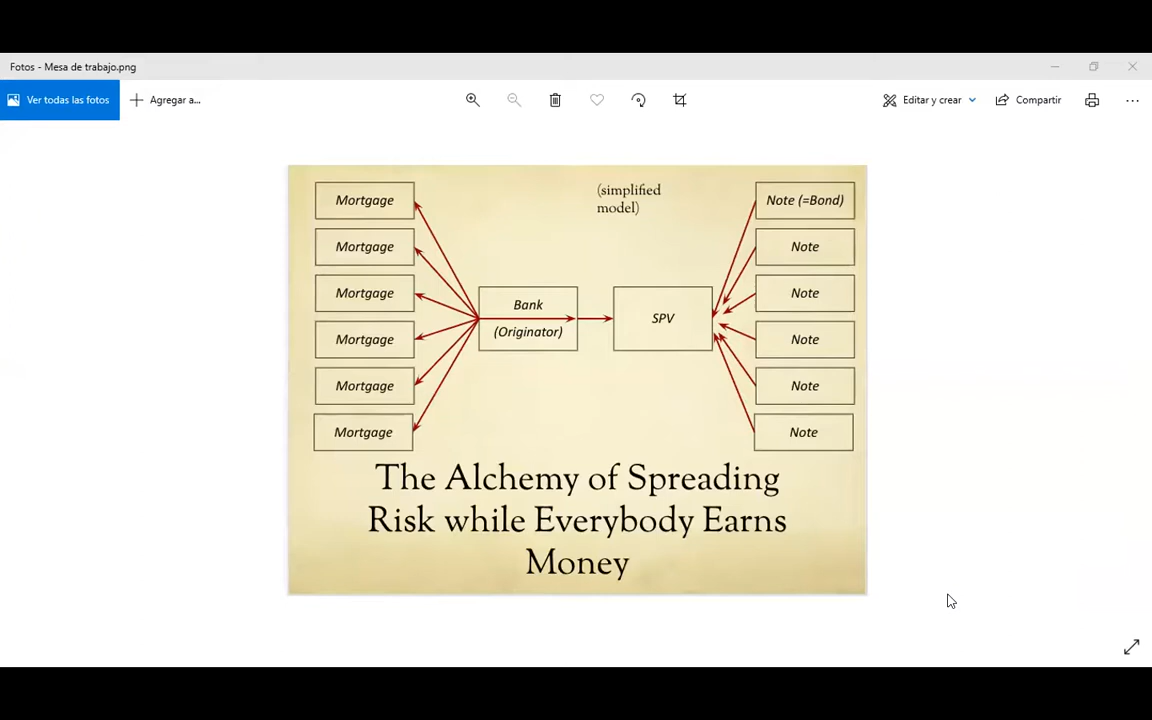 Fotos - Mesa de trabajo.png
Ver todas las fotos
Agregar a...
Editar y crear
Compartir
(simplified
model)
Mortgage
Mortgage
Mortgage
Mortgage
Mortgage
Mortgage
Bank
(Originator)
SPV
Note (=Bond)
Note
Note
Note
Note
Note
The Alchemy of Spreading
Risk while Everybody Earns
Money